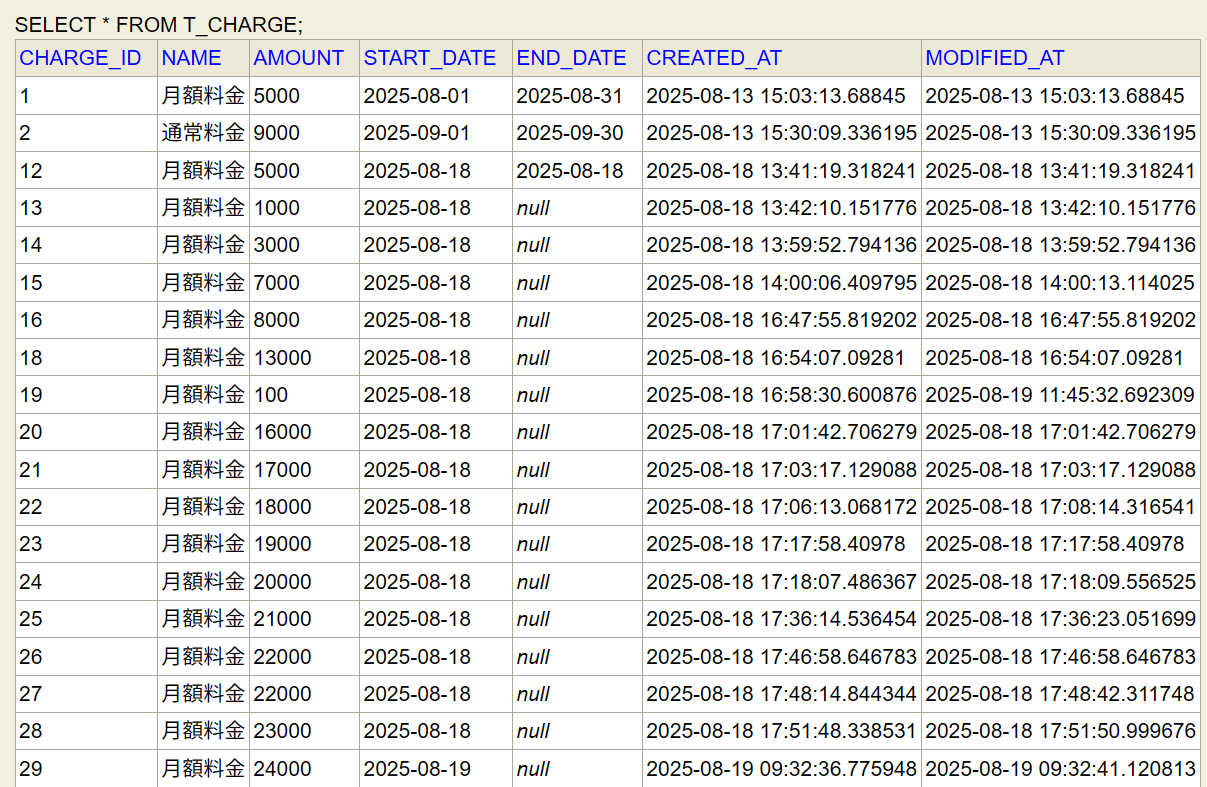 SELECT * FROM T_CHARGE;
CHARGE_ID NAME AMOUNT START_DATE END_DATE CREATED_AT MODIFIED_AT
1 月額料金 5000 2025-08-01 2025-08-31 2025-08-13 15:03:13.68845 2025-08-13 15:03:13.68845
2 通常料金 9000 2025-09-01 2025-09-30 2025-08-13 15:30:09.336195 2025-08-13 15:30:09.336195
12 月額料金 5000 2025-08-18 2025-08-18 2025-08-18 13:41:19.318241 2025-08-18 13:41:19.318241
13 月額料金 1000 2025-08-18 null 2025-08-18 13:42:10.151776 2025-08-18 13:42:10.151776
14 月額料金 3000 2025-08-18 null 2025-08-18 13:59:52.794136 2025-08-18 13:59:52.794136
15 月額料金 7000 2025-08-18 null 2025-08-18 14:00:06.409795 2025-08-18 14:00:13.114025
16 月額料金 8000 2025-08-18 null 2025-08-18 16:47:55.819202 2025-08-18 16:47:55.819202
18 月額料金 13000 2025-08-18 null 2025-08-18 16:54:07.09281 2025-08-18 16:54:07.09281
19 月額料金 100 2025-08-18 null 2025-08-18 16:58:30.600876 2025-08-19 11:45:32.692309
20 月額料金 16000 2025-08-18 null 2025-08-18 17:01:42.706279 2025-08-18 17:01:42.706279
21 月額料金 17000 2025-08-18 null 2025-08-18 17:03:17.129088 2025-08-18 17:03:17.129088
22 月額料金 18000 2025-08-18 null 2025-08-18 17:06:13.068172 2025-08-18 17:08:14.316541
23 月額料金 19000 2025-08-18 null 2025-08-18 17:17:58.40978 2025-08-18 17:17:58.40978
24 月額料金 20000 2025-08-18 null 2025-08-18 17:18:07.486367 2025-08-18 17:18:09.556525
25 月額料金 21000 2025-08-18 null 2025-08-18 17:36:14.536454 2025-08-18 17:36:23.051699
26 月額料金 22000 2025-08-18 null 2025-08-18 17:46:58.646783 2025-08-18 17:46:58.646783
27 月額料金 22000 2025-08-18 null 2025-08-18 17:48:14.844344 2025-08-18 17:48:42.311748
28 月額料金 23000 2025-08-18 null 2025-08-18 17:51:48.338531 2025-08-18 17:51:50.999676
29 月額料金 24000 2025-08-19 null 2025-08-19 09:32:36.775948 2025-08-19 09:32:41.120813